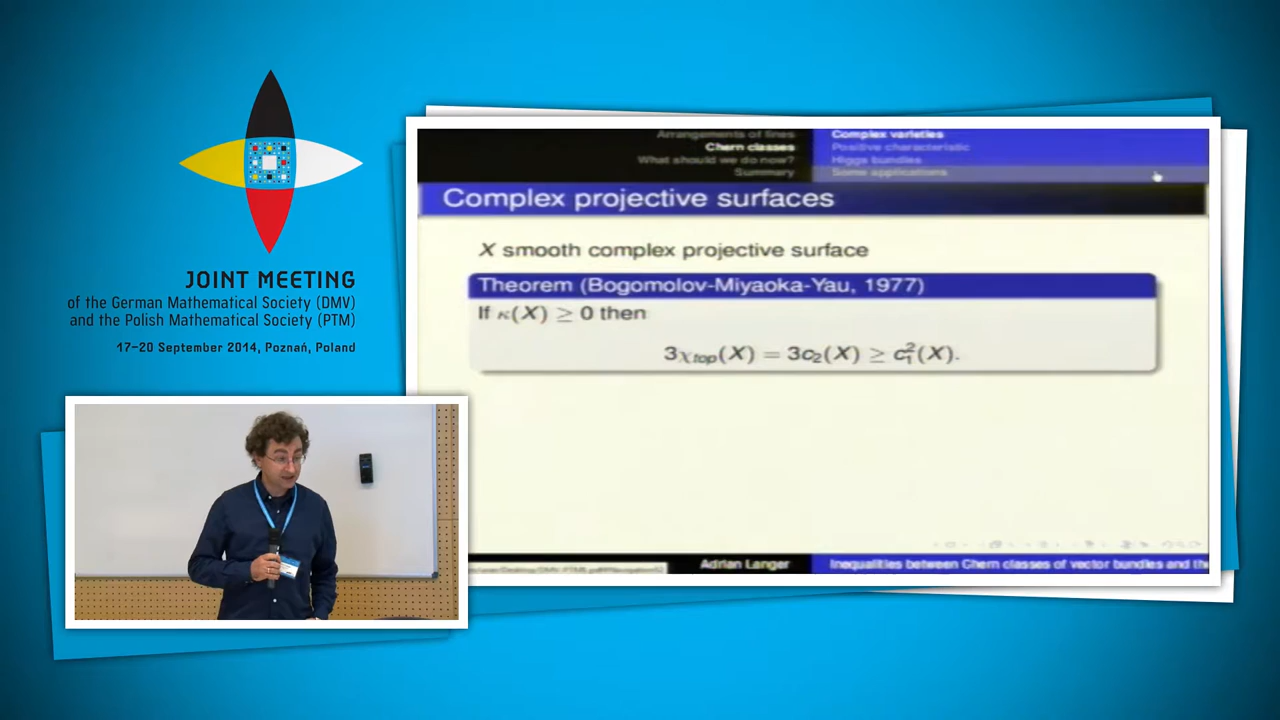 JOINT MEETING
of the German Mathematical Society (DMV)
and the Polish Mathematical Society (PTM)
17-20 September 2014, Poznań, Poland
Arrangements of lines
Chern classes
What should we do now?
Summary
Complex varieties
Positive characteristic
Higgs bundles
Some applications
Complex projective surfaces
X smooth complex projective surface
Theorem (Bogomolov-Miyaoka-Yau, 1977)
If κ(X) ≥ 0 then
3χ_top(X) = 3c₂(X) ≥ c₁²(X).
Adrian Langer
Inequalities between Chern classes of vector bundles and th